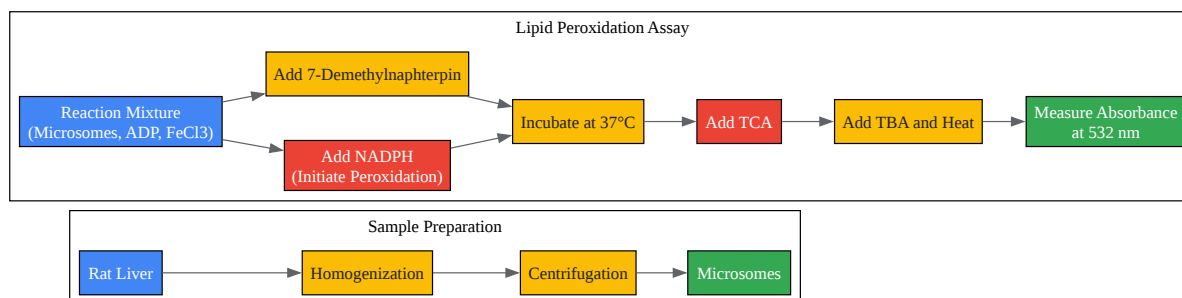 Lipid Peroxidation Assay
Add 7-Demethylnaphterpin
Reaction Mixture
(Microsomes, ADP, FeCl3)
Add NADPH
(Initiate Peroxidation)
Incubate at 37°C
Add TCA
Add TBA and Heat
Measure Absorbance
at 532 nm
Sample Preparation
Rat Liver
Homogenization
Centrifugation
Microsomes